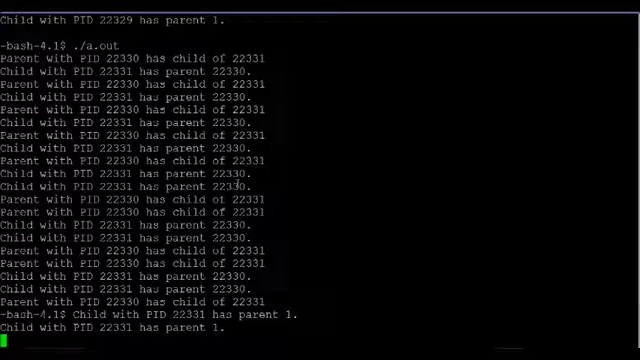 Child with PID 22329 has parent 1.
-bash-4.1$ ./a.out
Parent with PID 22330 has child of 22331
Child with PID 22331 has parent 22330.
Parent with PID 22330 has child of 22331
Child with PID 22331 has parent 22330.
Parent with PID 22330 has child of 22331
Child with PID 22331 has parent 22330.
Parent with PID 22330 has child of 22331
Child with PID 22331 has parent 22330.
Parent with PID 22330 has child of 22331
Child with PID 22331 has parent 22330.
Child with PID 22331 has parent 22330.
Parent with PID 22330 has child of 22331
Parent with PID 22330 has child of 22331
Child with PID 22331 has parent 22330.
Child with PID 22331 has parent 22330.
Parent with PID 22330 has child of 22331
Parent with PID 22330 has child of 22331
Child with PID 22331 has parent 22330.
Child with PID 22331 has parent 22330.
Parent with PID 22330 has child of 22331
-bash-4.1$ Child with PID 22331 has parent 1.
Child with PID 22331 has parent 1.